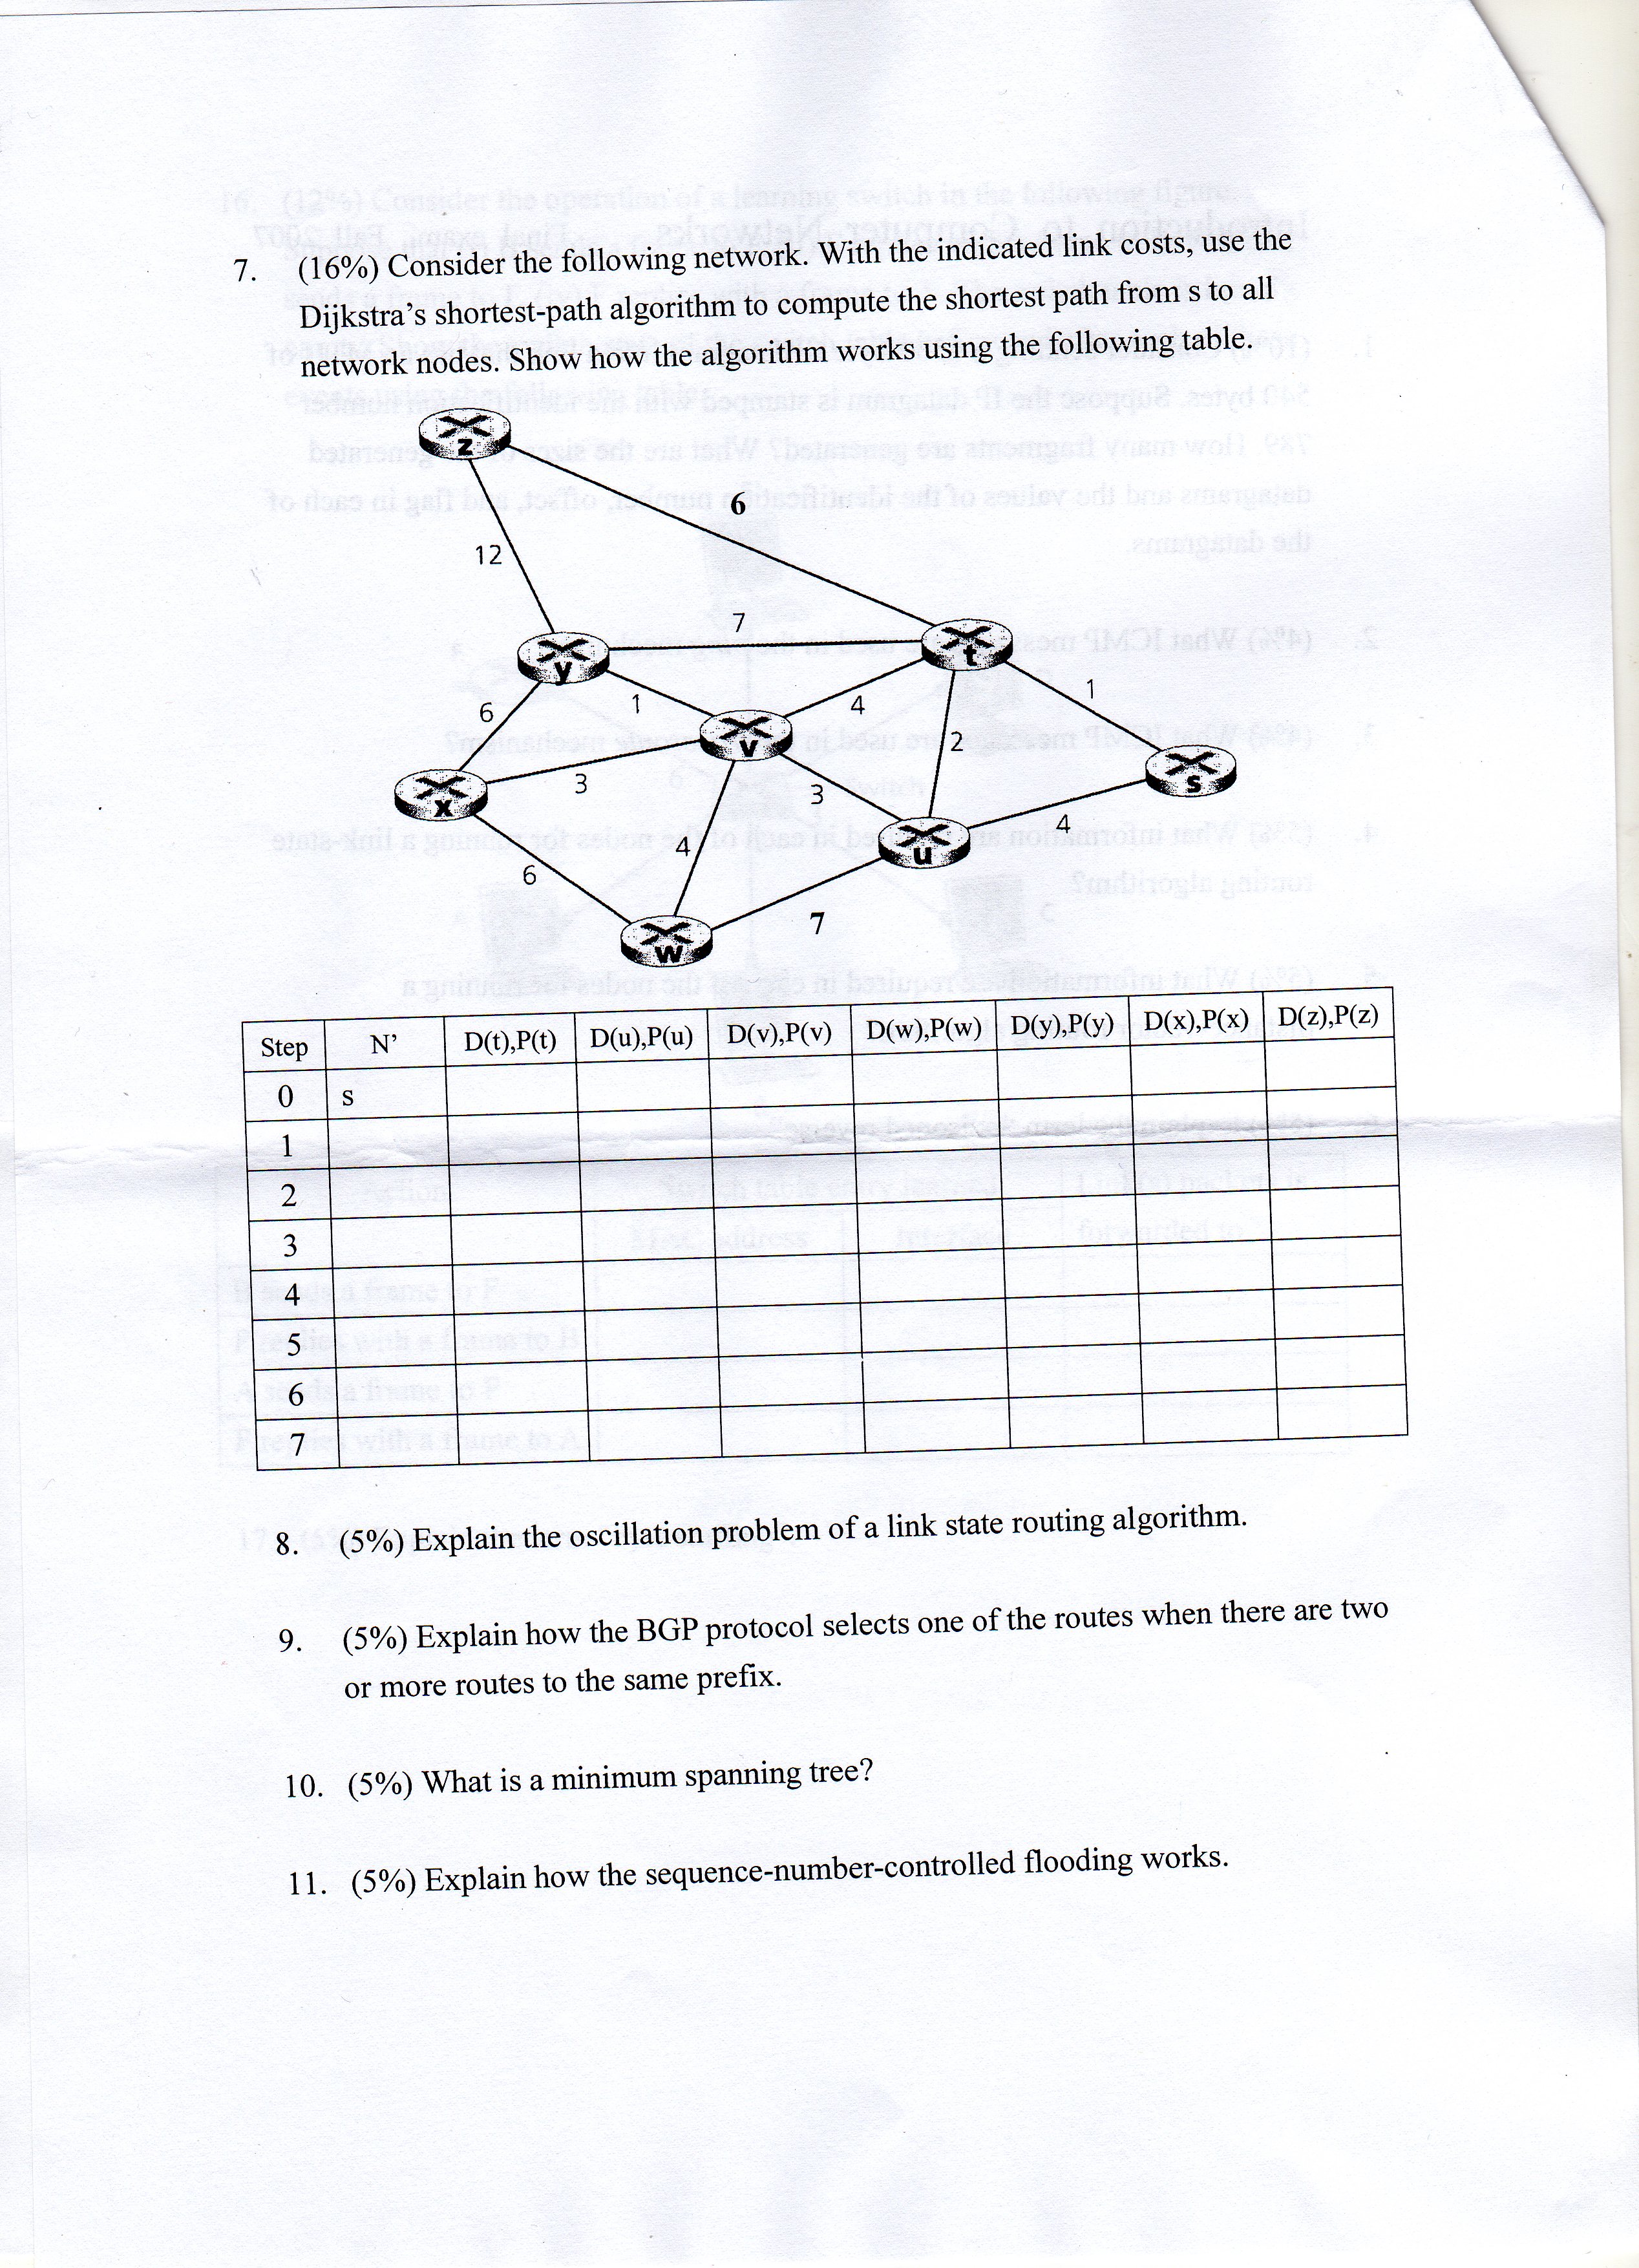 7. (16%) Consider the following network. With the indicated link costs, use the
Dijkstra's shortest-path algorithm to compute the shortest path from s to all
network nodes. Show how the algorithm works using the following table.
z
6
12
7
t
y
1
6
1
4
v
2
s
3
x
3
4
u
4
6
7
w
Step N' D(t),P(t) D(u),P(u) D(v),P(v) D(w),P(w) D(y),P(y) D(x),P(x) D(z),P(z)
0 s
1
2
3
4
5
6
7
8. (5%) Explain the oscillation problem of a link state routing algorithm.
9. (5%) Explain how the BGP protocol selects one of the routes when there are two
or more routes to the same prefix.
10. (5%) What is a minimum spanning tree?
11. (5%) Explain how the sequence-number-controlled flooding works.